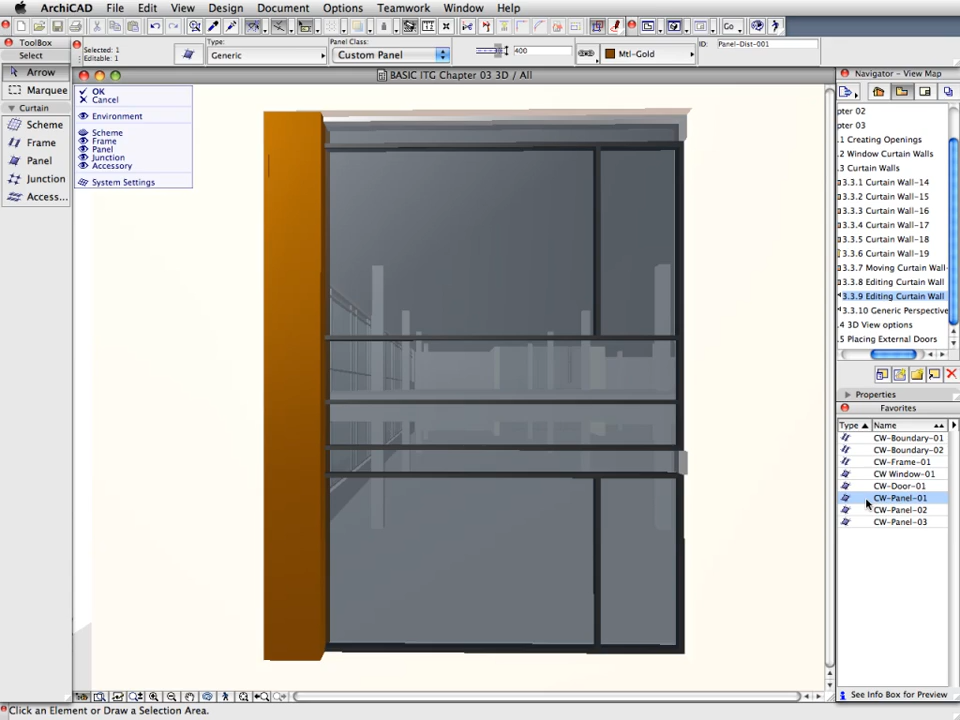 ArchiCAD File Edit View Design Document Options Teamwork Window Help
Go...
ToolBox
Select
Arrow
Marquee
Curtain
Scheme
Frame
Panel
Junction
Access...
Selected: 1
Editable: 1
Type:
Generic
Panel Class:
Custom Panel
400
Mtl-Gold
ID:
Panel-Dist-001
BASIC ITG Chapter 03 3D / All
OK
Cancel
Environment
Scheme
Frame
Panel
Junction
Accessory
System Settings
Navigator - View Map
pter 02
pter 03
.1 Creating Openings
.2 Window Curtain Walls
.3 Curtain Walls
3.3.1 Curtain Wall-14
3.3.2 Curtain Wall-15
3.3.3 Curtain Wall-16
3.3.4 Curtain Wall-17
3.3.5 Curtain Wall-18
3.3.6 Curtain Wall-19
3.3.7 Moving Curtain Wall-
3.3.8 Editing Curtain Wall
3.3.9 Editing Curtain Wall
3.3.10 Generic Perspective
.4 3D View options
.5 Placing External Doors
Properties
Favorites
Type Name
CW-Boundary-01
CW-Boundary-02
CW-Frame-01
CW Window-01
CW-Door-01
CW-Panel-01
CW-Panel-02
CW-Panel-03
See Info Box for Preview
Click an Element or Draw a Selection Area.